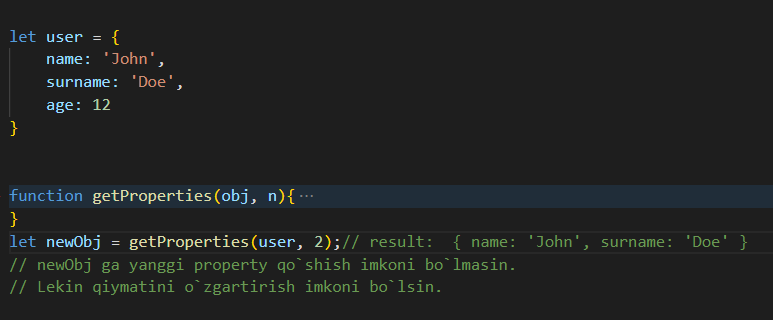 let user = {
name: 'John',
surname: 'Doe',
age: 12
}
function getProperties(obj, n){ ···
}
let newObj = getProperties(user, 2);// result:  { name: 'John', surname: 'Doe' }
// newObj ga yanggi property qo`shish imkoni bo`lmasin.
// Lekin qiymatini o`zgartirish imkoni bo`lsin.